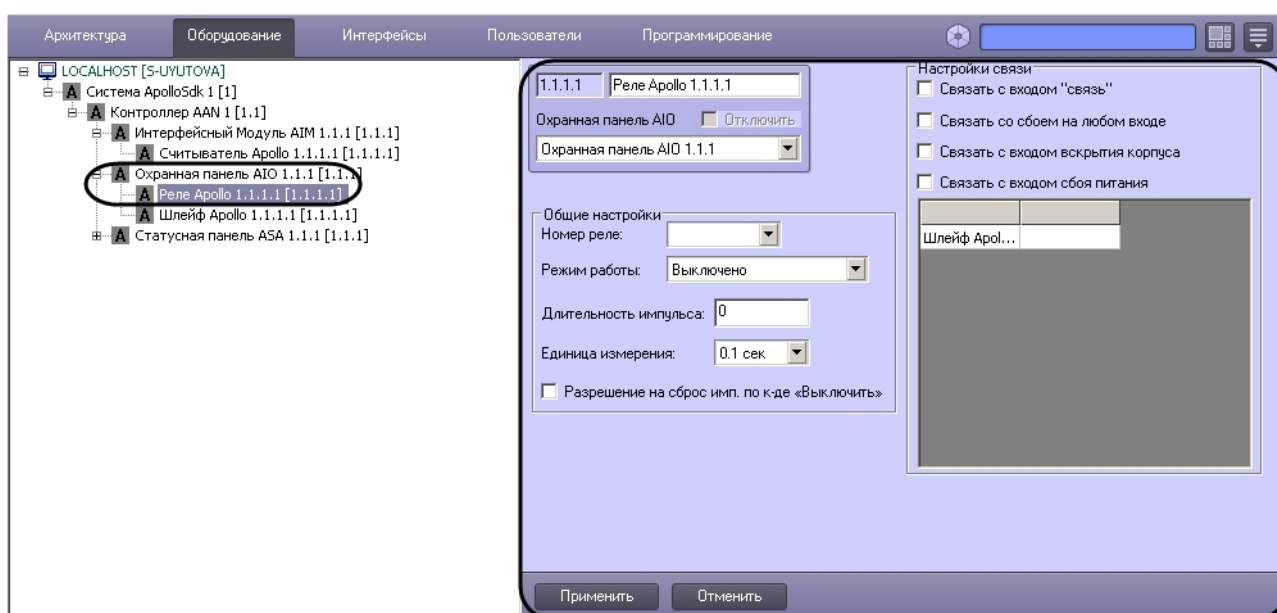 Архитектура Оборудование Интерфейсы Пользователи Программирование
LOCALHOST [S-UYUTOVA]
Система ApolloSdk 1 [1]
Контроллер AAN 1 [1.1]
Интерфейсный Модуль AIM 1.1.1 [1.1.1]
Считыватель Apollo 1.1.1.1 [1.1.1.1]
Охранная панель AIO 1.1.1 [1.1.1]
Реле Apollo 1.1.1.1 [1.1.1.1]
Шлейф Apollo 1.1.1.1 [1.1.1.1]
Статусная панель ASA 1.1.1 [1.1.1]
1.1.1.1 Реле Apollo 1.1.1.1
Охранная панель AIO Отключить
Охранная панель AIO 1.1.1
Общие настройки
Номер реле:
Режим работы: Выключено
Длительность импульса: 0
Единица измерения: 0.1 сек
Разрешение на сброс имп. по к-де «Выключить»
Настройки связи
Связать с входом "связь"
Связать со сбоем на любом входе
Связать с входом вскрытия корпуса
Связать с входом сбоя питания
Шлейф Apol...
Применить Отменить